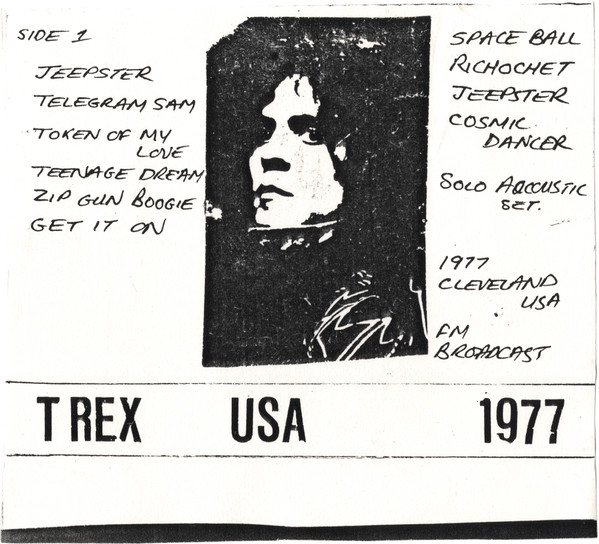 SIDE 1
JEEPSTER
TELEGRAM SAM
TOKEN OF MY
LOVE
TEENAGE DREAM
ZIP GUN BOOGIE
GET IT ON
SPACE BALL
RICHOCHET
JEEPSTER
COSMIC
DANCER
SOLO ACCOUSTIC
SET.
1977
CLEVELAND
USA
FM
BROADCAST
T REX USA 1977